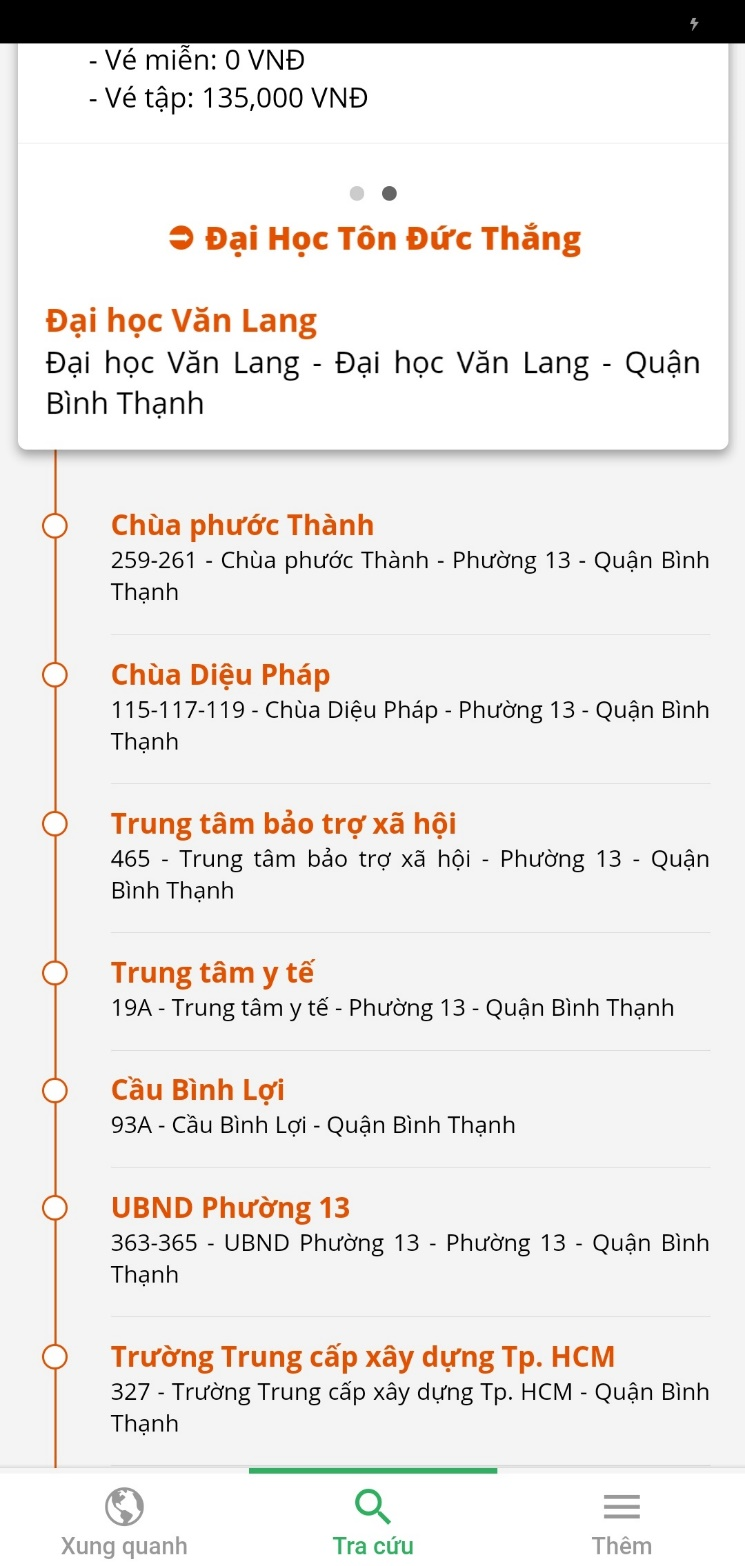 - Vé miễn: 0 VNĐ
- Vé tập: 135,000 VNĐ
Đại Học Tôn Đức Thắng
Đại học Văn Lang
Đại học Văn Lang - Đại học Văn Lang - Quận
Bình Thạnh
Chùa phước Thành
259-261 - Chùa phước Thành - Phường 13 - Quận Bình
Thạnh
Chùa Diệu Pháp
115-117-119 - Chùa Diệu Pháp - Phường 13 - Quận Bình
Thạnh
Trung tâm bảo trợ xã hội
465 - Trung tâm bảo trợ xã hội - Phường 13 - Quận
Bình Thạnh
Trung tâm y tế
19A - Trung tâm y tế - Phường 13 - Quận Bình Thạnh
Cầu Bình Lợi
93A - Cầu Bình Lợi - Quận Bình Thạnh
UBND Phường 13
363-365 - UBND Phường 13 - Phường 13 - Quận Bình
Thạnh
Trường Trung cấp xây dựng Tp. HCM
327 - Trường Trung cấp xây dựng Tp. HCM - Quận Bình
Thạnh
Xung quanh
Tra cứu
Thêm